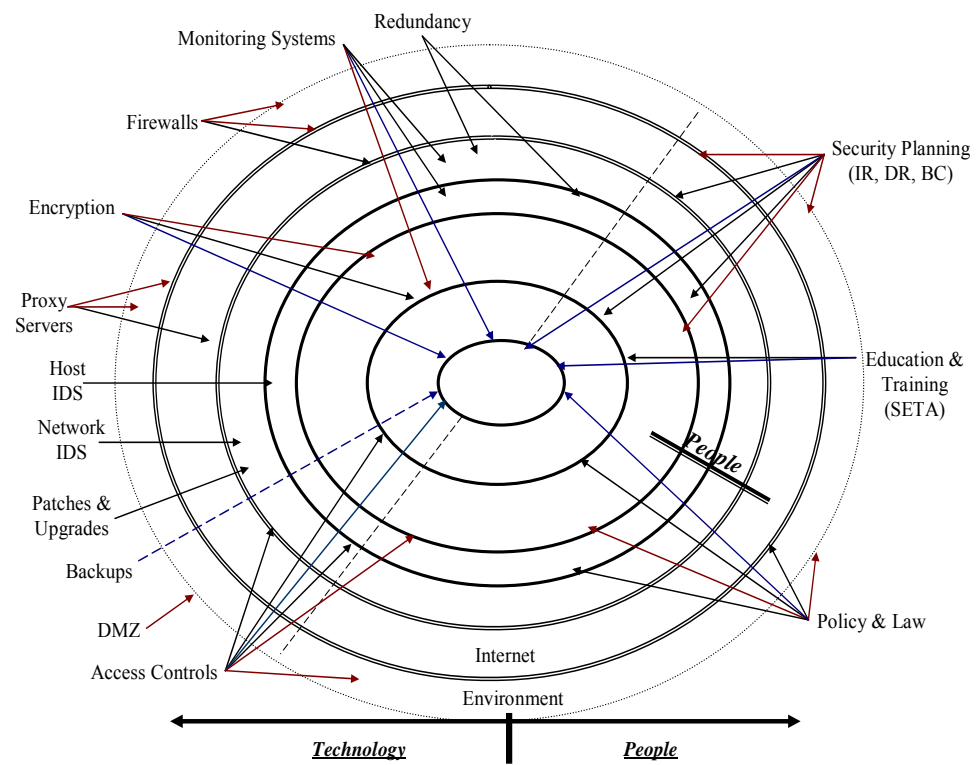 Redundancy
Monitoring Systems
Firewalls
Security Planning
(IR, DR, BC)
Encryption
Proxy
Servers
Host
IDS
Education &
Training
(SETA)
Network
IDS
People
Patches &
Upgrades
Backups
DMZ
Policy & Law
Access Controls
Internet
Environment
Technology
People